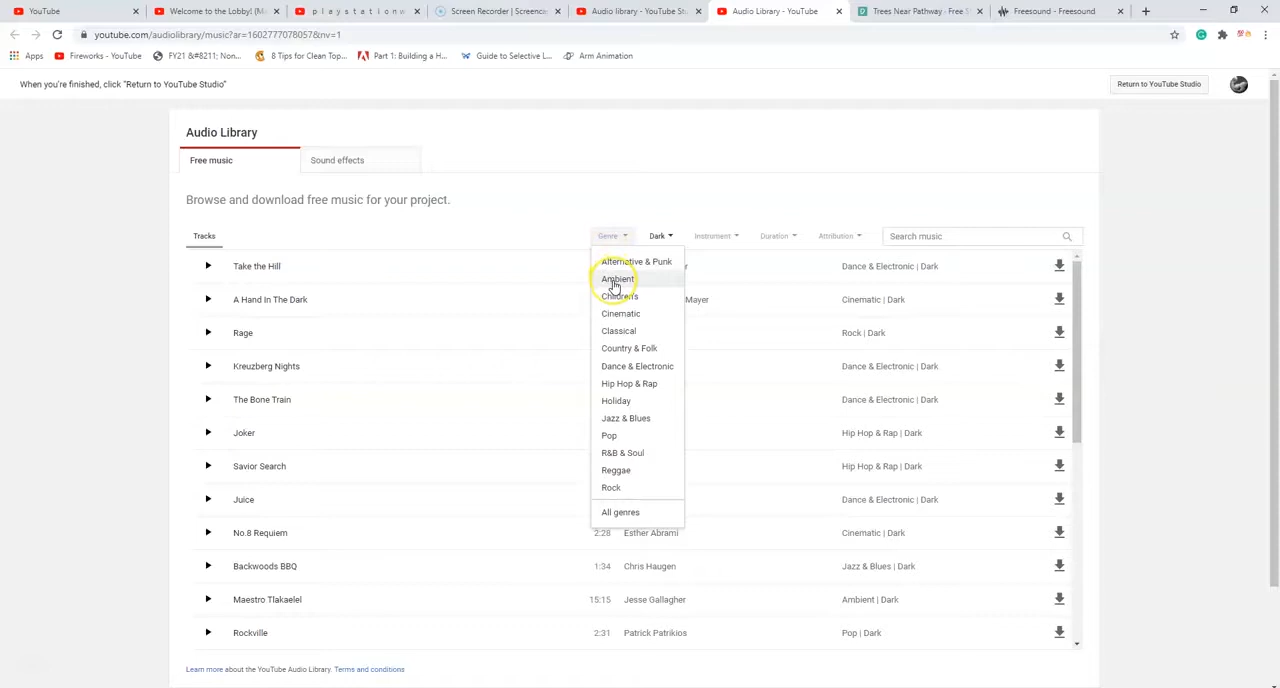 YouTube
Welcome to the Lobby! (Ma
p l a y s t a t i o n w
Screen Recorder | Screencas
Audio library - YouTube Stu
Audio Library - YouTube
Trees Near Pathway - Free S
Freesound - Freesound
youtube.com/audiolibrary/music?ar=1602777078057&nv=1
Apps
Fireworks - YouTube
FY21 &#8211; Non...
8 Tips for Clean Top...
Part 1: Building a H...
Guide to Selective L...
Arm Animation
When you're finished, click "Return to YouTube Studio"
Return to YouTube Studio
Audio Library
Free music
Sound effects
Browse and download free music for your project.
Tracks
Genre
Dark
Instrument
Duration
Attribution
Search music
Alternative & Punk
Ambient
Children's
Cinematic
Classical
Country & Folk
Dance & Electronic
Hip Hop & Rap
Holiday
Jazz & Blues
Pop
R&B & Soul
Reggae
Rock
All genres
Take the Hill r Dance & Electronic | Dark
A Hand In The Dark Mayer Cinematic | Dark
Rage Rock | Dark
Kreuzberg Nights Dance & Electronic | Dark
The Bone Train Dance & Electronic | Dark
Joker Hip Hop & Rap | Dark
Savior Search Hip Hop & Rap | Dark
Juice Dance & Electronic | Dark
No.8 Requiem 2:28 Esther Abrami Cinematic | Dark
Backwoods BBQ 1:34 Chris Haugen Jazz & Blues | Dark
Maestro Tlakaelel 15:15 Jesse Gallagher Ambient | Dark
Rockville 2:31 Patrick Patrikios Pop | Dark
Learn more about the YouTube Audio Library. Terms and conditions